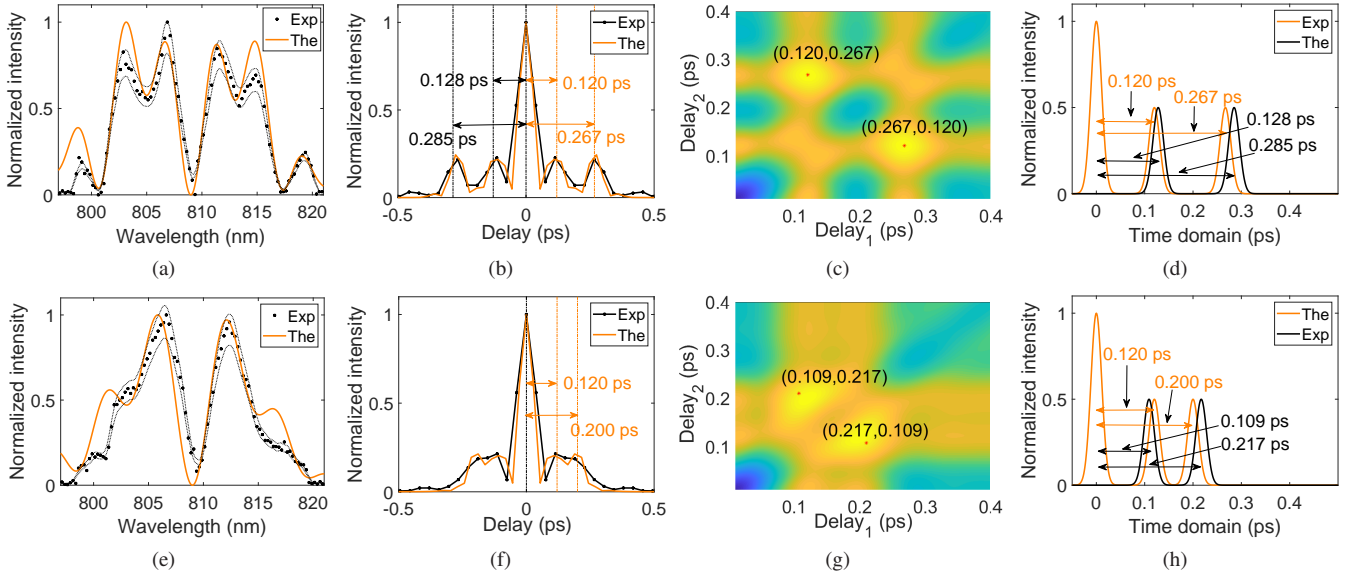 Normalized intensity
1
0.5
0
800
805
810
815
820
Wavelength (nm)
Exp
The
(a)
Normalized intensity
1
0.5
0
-0.5
0
0.5
Delay (ps)
Exp
The
0.128 ps
0.120 ps
0.285 ps
0.267 ps
(b)
Delay2 (ps)
0.4
0.3
0.2
0.1
0.1
0.2
0.3
0.4
Delay1 (ps)
(0.120,0.267)
(0.267,0.120)
(c)
Normalized intensity
1
0.5
0
0
0.1
0.2
0.3
0.4
Time domain (ps)
Exp
The
0.120 ps
0.267 ps
0.128 ps
0.285 ps
(d)
Normalized intensity
1
0.5
0
800
805
810
815
820
Wavelength (nm)
Exp
The
(e)
Normalized intensity
1
0.5
0
-0.5
0
0.5
Delay (ps)
Exp
The
0.120 ps
0.200 ps
(f)
Delay2 (ps)
0.4
0.3
0.2
0.1
0.1
0.2
0.3
0.4
Delay1 (ps)
(0.109,0.217)
(0.217,0.109)
(g)
Normalized intensity
1
0.5
0
0
0.1
0.2
0.3
0.4
Time domain (ps)
The
Exp
0.120 ps
0.200 ps
0.109 ps
0.217 ps
(h)